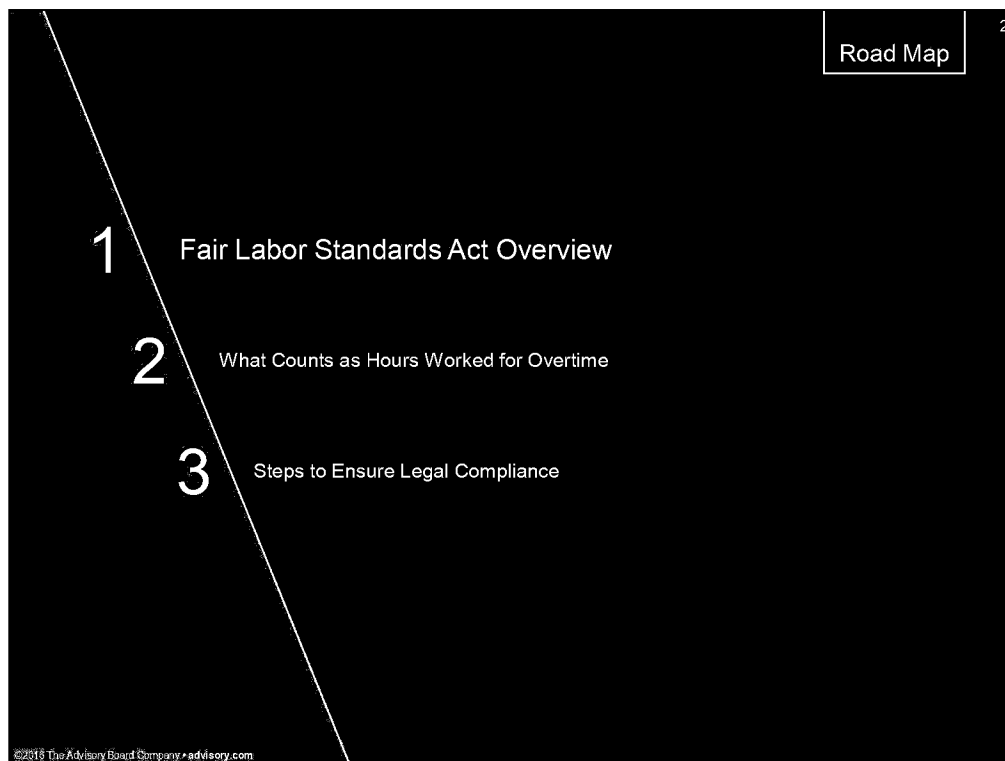 2
Road Map
1 Fair Labor Standards Act Overview
2 What Counts as Hours Worked for Overtime
3 Steps to Ensure Legal Compliance
©2016 The Advisory Board Company • advisory.com